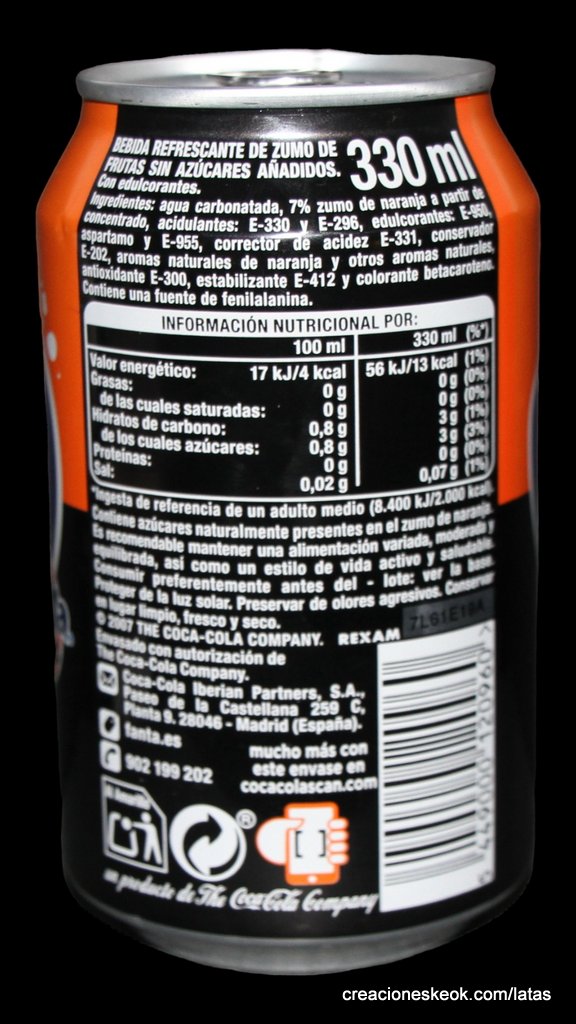 BEBIDA REFRESCANTE DE ZUMO DE
FRUTAS SIN AZÚCARES AÑADIDOS.
Con edulcorantes.
330 ml
Ingredientes: agua carbonatada, 7% zumo de naranja a partir de
concentrado, acidulantes: E-330 y E-296, edulcorantes: E-950,
aspartamo y E-955, corrector de acidez E-331, conservador
E-202, aromas naturales de naranja y otros aromas naturales,
antioxidante E-300, estabilizante E-412 y colorante betacaroteno.
Contiene una fuente de fenilalanina.
INFORMACIÓN NUTRICIONAL POR:
100 ml 330 ml (%*)
Valor energético: 17 kJ/4 kcal 56 kJ/13 kcal (1%)
Grasas: 0 g 0 g (0%)
de las cuales saturadas: 0 g 0 g (0%)
Hidratos de carbono: 0,8 g 3 g (1%)
de los cuales azúcares: 0,8 g 3 g (3%)
Proteínas: 0 g 0 g (0%)
Sal: 0,02 g 0,07 g (1%)
*Ingesta de referencia de un adulto medio (8.400 kJ/2.000 kcal).
Contiene azúcares naturalmente presentes en el zumo de naranja.
Es recomendable mantener una alimentación variada, moderada y
equilibrada, así como un estilo de vida activo y saludable.
Consumir preferentemente antes del - lote: ver la base.
Proteger de la luz solar. Preservar de olores agresivos. Conservar
en lugar limpio, fresco y seco.
7L61E18A
© 2007 THE COCA-COLA COMPANY. REXAM
Envasado con autorización de
The Coca-Cola Company.
Coca-Cola Iberian Partners, S.A.,
Paseo de la Castellana 259 C,
Planta 9. 28046 - Madrid (España).
fanta.es
902 199 202
mucho más con
este envase en
cocacolascan.com
Al Amarillo
®
un producto de The Coca-Cola Company
5 449000 120960 >
creacioneskeok.com/latas